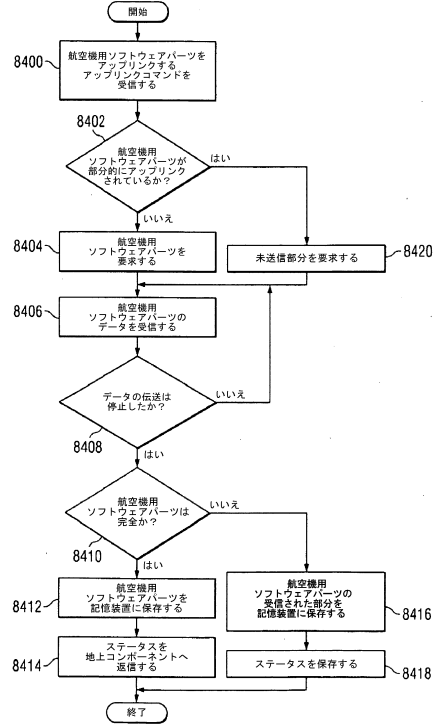 開始
8400
航空機用ソフトウェアパーツを
アップリンクする
アップリンクコマンドを
受信する
8402
航空機用
ソフトウェアパーツが
部分的にアップリンク
されているか?
はい
いいえ
8404
航空機用
ソフトウェアパーツを
要求する
未送信部分を要求する
8420
8406
航空機用
ソフトウェアパーツの
データを受信する
データの伝送は
停止したか?
いいえ
8408
はい
航空機用
ソフトウェアパーツは
完全か?
いいえ
8410
はい
8412
航空機用
ソフトウェアパーツを
記憶装置に保存する
航空機用
ソフトウェアパーツの
受信された部分を
記憶装置に保存する
8416
8414
ステータスを
地上コンポーネントへ
返信する
ステータスを保存する
8418
終了